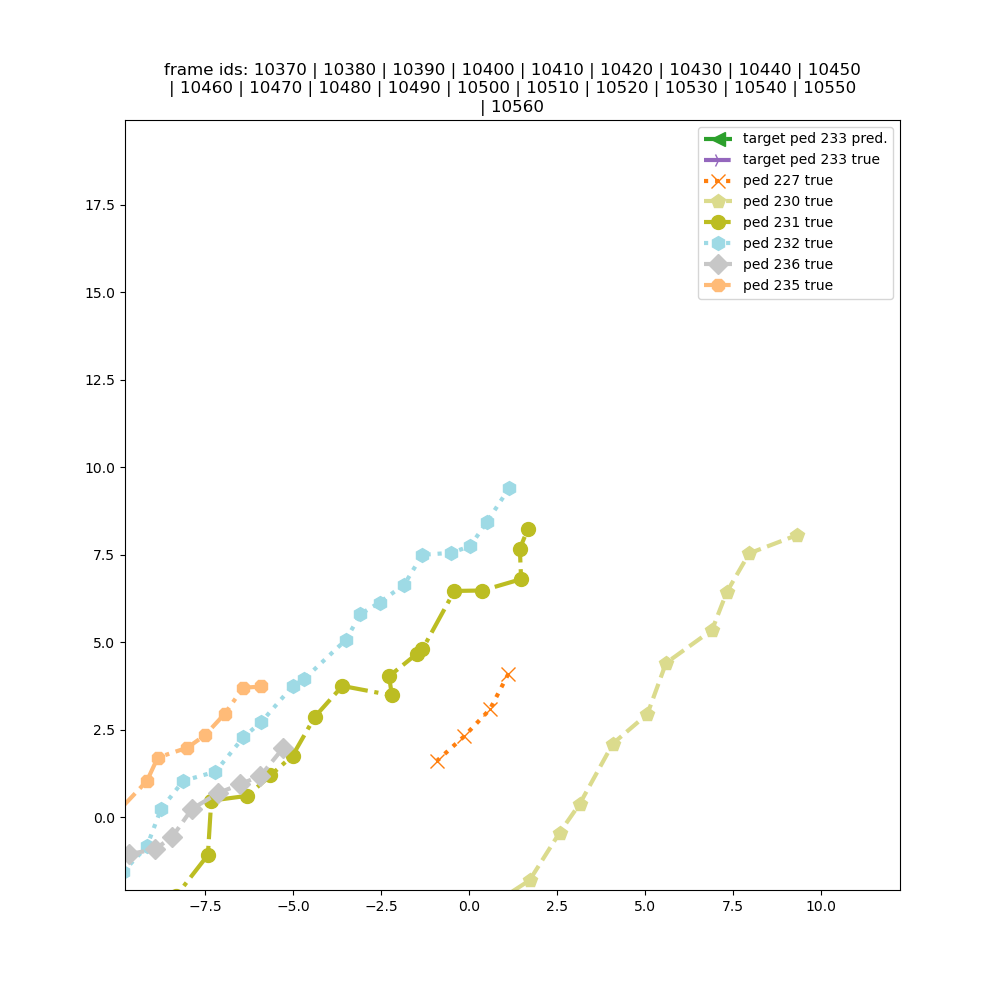 frame ids: 10370 | 10380 | 10390 | 10400 | 10410 | 10420 | 10430 | 10440 | 10450
| 10460 | 10470 | 10480 | 10490 | 10500 | 10510 | 10520 | 10530 | 10540 | 10550
| 10560
target ped 233 pred.
target ped 233 true
ped 227 true
ped 230 true
ped 231 true
ped 232 true
ped 236 true
ped 235 true
17.5
15.0
12.5
10.0
7.5
5.0
2.5
0.0
−7.5 −5.0 −2.5 0.0 2.5 5.0 7.5 10.0